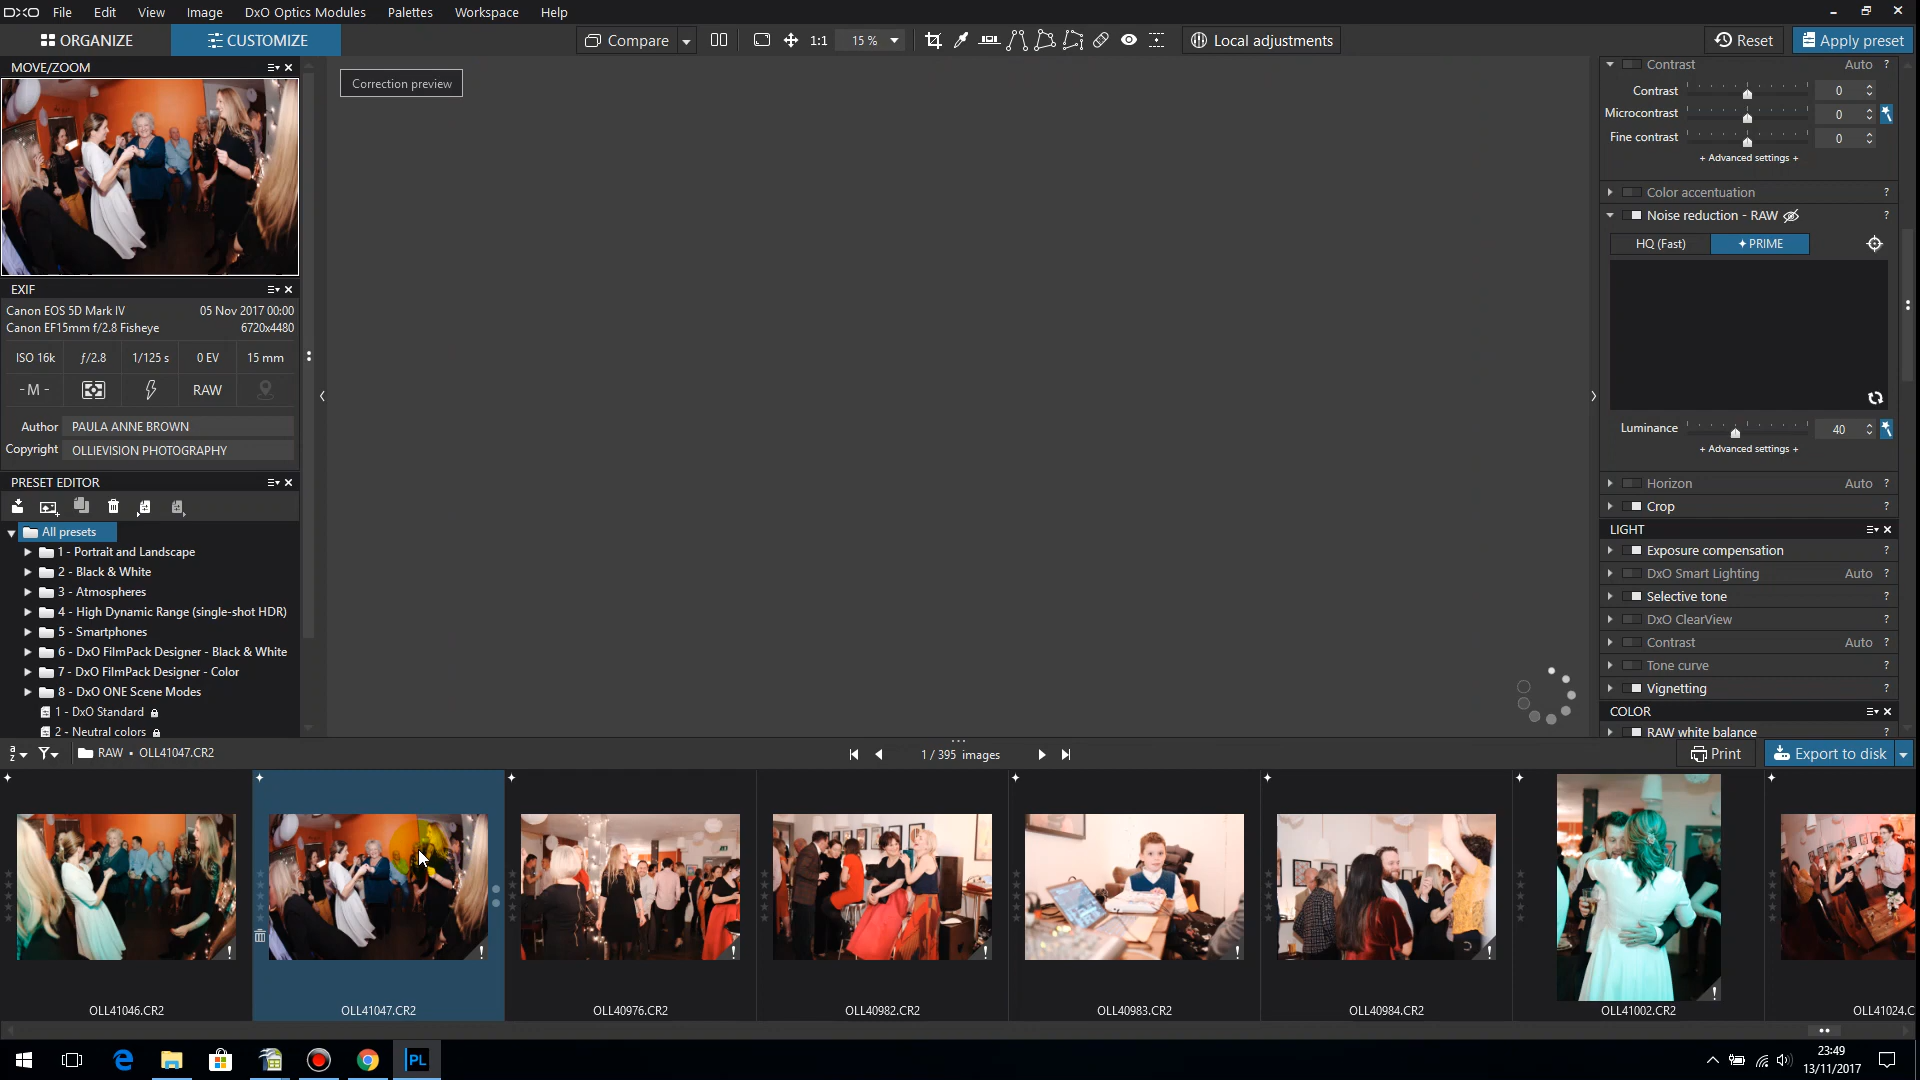 DXO File Edit View Image DxO Optics Modules Palettes Workspace Help
ORGANIZE CUSTOMIZE Compare 1:1 15 % Local adjustments Reset Apply preset
MOVE/ZOOM
Correction preview
EXIF
Canon EOS 5D Mark IV 05 Nov 2017 00:00
Canon EF15mm f/2.8 Fisheye 6720x4480
ISO 16k ƒ/2.8 1/125 s 0 EV 15 mm
- M - RAW
Author PAULA ANNE BROWN
Copyright OLLIEVISION PHOTOGRAPHY
PRESET EDITOR
All presets
1 - Portrait and Landscape
2 - Black & White
3 - Atmospheres
4 - High Dynamic Range (single-shot HDR)
5 - Smartphones
6 - DxO FilmPack Designer - Black & White
7 - DxO FilmPack Designer - Color
8 - DxO ONE Scene Modes
1 - DxO Standard
2 - Neutral colors
Contrast Auto ?
Contrast 0
Microcontrast 0
Fine contrast 0
+ Advanced settings +
Color accentuation ?
Noise reduction - RAW ?
HQ (Fast) PRIME
Luminance 40
+ Advanced settings +
Horizon Auto ?
Crop ?
LIGHT
Exposure compensation ?
DxO Smart Lighting Auto ?
Selective tone ?
DxO ClearView ?
Contrast Auto ?
Tone curve ?
Vignetting ?
COLOR
RAW white balance ?
a z RAW • OLL41047.CR2 1 / 395 images Print Export to disk
OLL41046.CR2 OLL41047.CR2 OLL40976.CR2 OLL40982.CR2 OLL40983.CR2 OLL40984.CR2 OLL41002.CR2 OLL41024.C
PL
23:49
13/11/2017